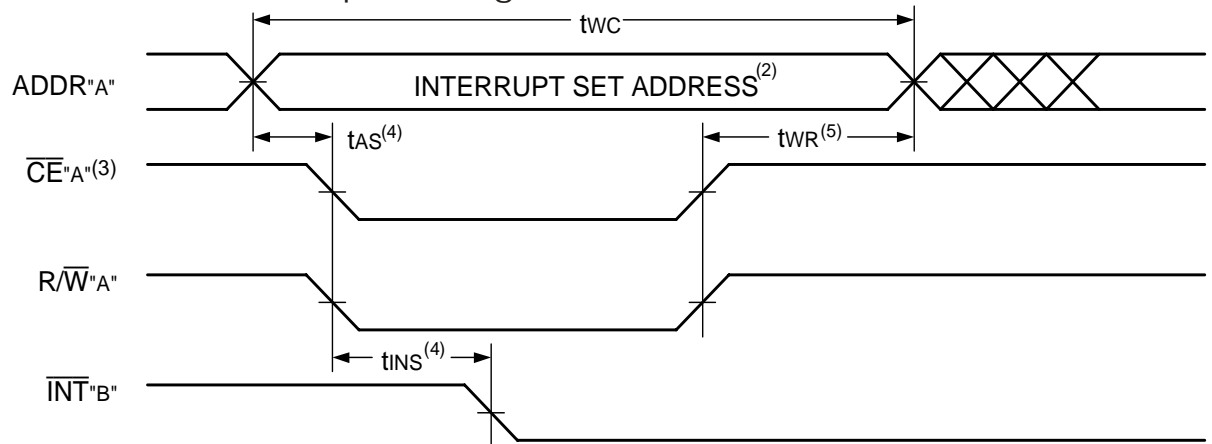 tWC
ADDR"A"
INTERRUPT SET ADDRESS(2)
tAS(4)
tWR(5)
CE"A"(3)
R/W"A"
tINS(4)
INT"B"